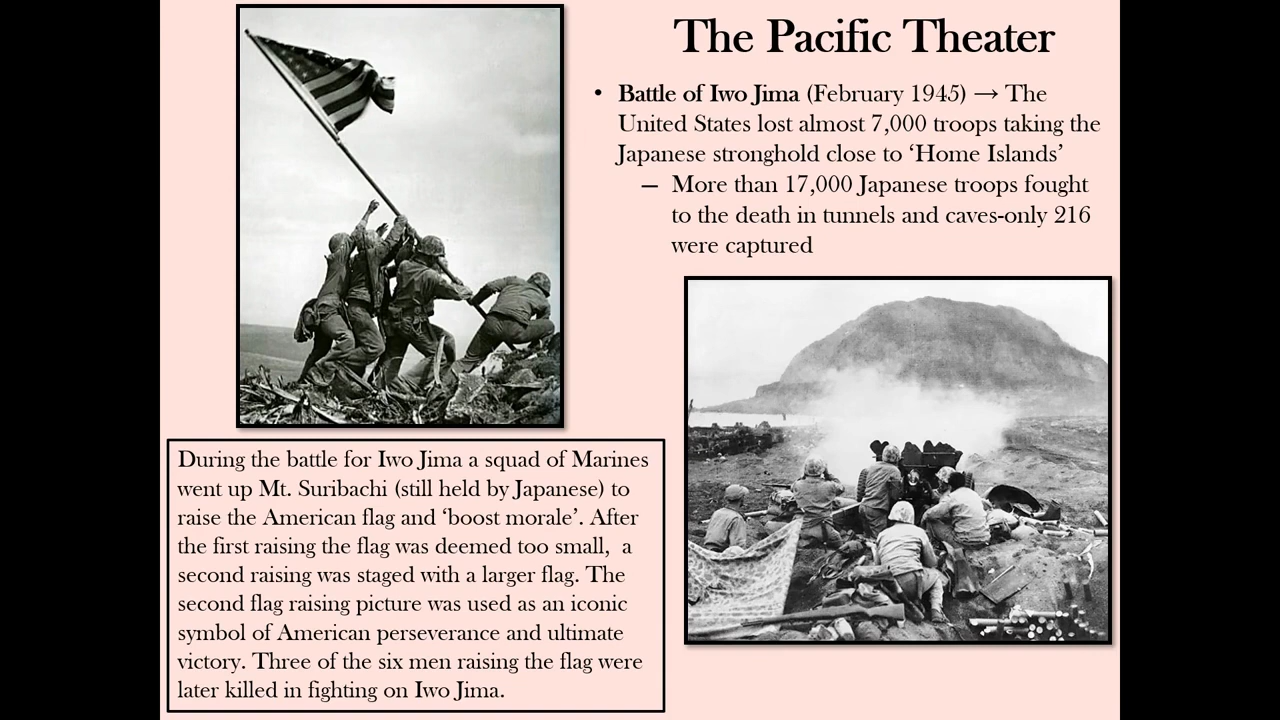 The Pacific Theater
• Battle of Iwo Jima (February 1945) → The
United States lost almost 7,000 troops taking the
Japanese stronghold close to ‘Home Islands’
– More than 17,000 Japanese troops fought
to the death in tunnels and caves-only 216
were captured
During the battle for Iwo Jima a squad of Marines
went up Mt. Suribachi (still held by Japanese) to
raise the American flag and ‘boost morale’. After
the first raising the flag was deemed too small, a
second raising was staged with a larger flag. The
second flag raising picture was used as an iconic
symbol of American perseverance and ultimate
victory. Three of the six men raising the flag were
later killed in fighting on Iwo Jima.